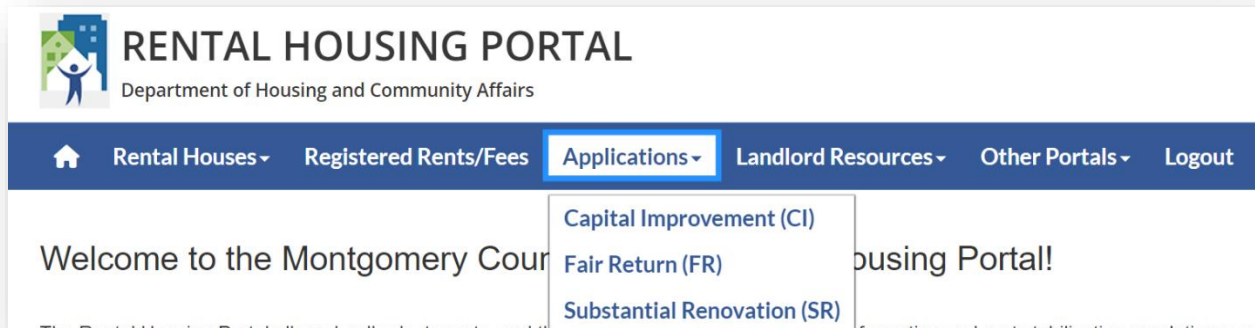 RENTAL HOUSING PORTAL
Department of Housing and Community Affairs
Rental Houses Registered Rents/Fees Applications Landlord Resources Other Portals Logout
Capital Improvement (CI)
Welcome to the Montgomery Cour ousing Portal!
Fair Return (FR)
Substantial Renovation (SR)